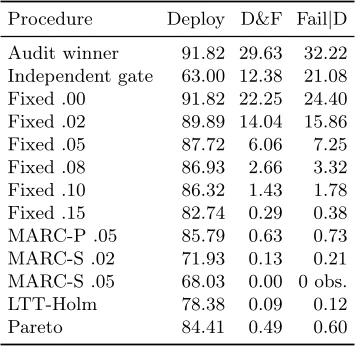 Procedure Deploy D&F Fail|D
Audit winner 91.82 29.63 32.22
Independent gate 63.00 12.38 21.08
Fixed .00 91.82 22.25 24.40
Fixed .02 89.89 14.04 15.86
Fixed .05 87.72 6.06 7.25
Fixed .08 86.93 2.66 3.32
Fixed .10 86.32 1.43 1.78
Fixed .15 82.74 0.29 0.38
MARC-P .05 85.79 0.63 0.73
MARC-S .02 71.93 0.13 0.21
MARC-S .05 68.03 0.00 0 obs.
LTT-Holm 78.38 0.09 0.12
Pareto 84.41 0.49 0.60